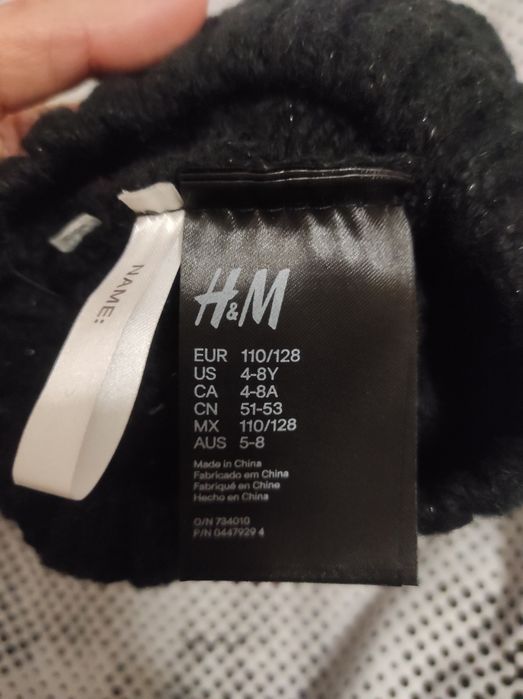 NAME:
H&M
EUR 110/128
US 4-8Y
CA 4-8A
CN 51-53
MX 110/128
AUS 5-8
Made in China
Fabricado em China
Fabriqué en Chine
Hecho en China
O/N 734010
P/N 0447929 4